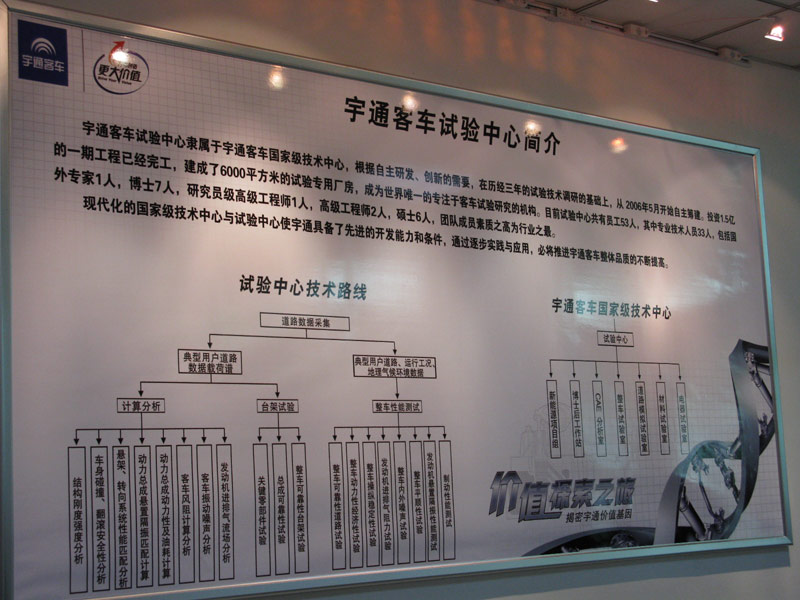 宇通客车
更大价值
宇通客车试验中心简介
宇通客车试验中心隶属于宇通客车国家级技术中心，根据自主研发、创新的需要，在历经三年的试验技术调研的基础上，从2006年5月开始自主筹建。投资1.5亿
的一期工程已经完工，建成了6000平方米的试验专用厂房，成为世界唯一的专注于客车试验研究的机构。目前试验中心共有员工53人，其中专业技术人员33人，包括国
外专家1人，博士7人，研究员级高级工程师1人，高级工程师2人，硕士6人，团队成员素质之高为行业之最。
现代化的国家级技术中心与试验中心使宇通具备了先进的开发能力和条件，通过逐步实践与应用，必将推进宇通客车整体品质的不断提高。
试验中心技术路线
道路数据采集
典型用户道路
数据载荷谱
典型用户道路、运行工况、
地理气候环境数据
计算分析
台架试验
整车性能测试
结构刚度强度分析
车身碰撞、翻滚安全性分析
悬架、转向系统性能匹配分析
动力总成悬置隔振匹配计算
动力总成动力性及油耗计算
客车风阻计算分析
客车振动噪声分析
发动机进排气流场分析
关键零部件试验
总成可靠性试验
整车可靠性台架试验
整车可靠性道路试验
整车动力性经济性试验
整车操纵稳定性试验
发动机进排气阻力试验
整车内外噪声试验
整车平顺性试验
发动机悬置隔振性能测试
制动性能测试
宇通客车国家级技术中心
试验中心
新能源项目组
博士后工作站
CAE分析室
整车试验室
道路模拟试验室
材料试验室
电器试验室
价值探索之旅
揭密宇通价值基因